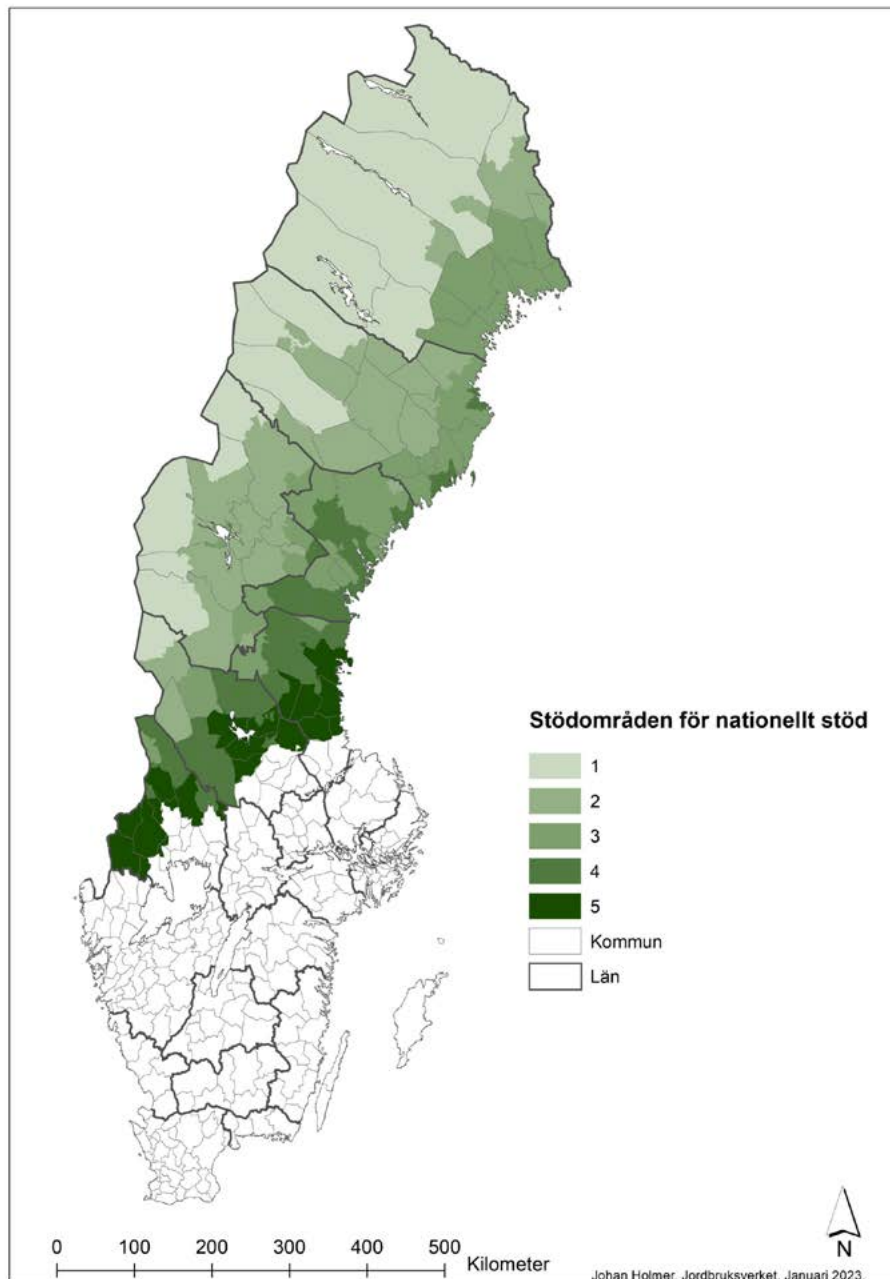 Stödområden för nationellt stöd
1
2
3
4
5
Kommun
Län
0 100 200 300 400 500
Kilometer
N
Johan Holmer, Jordbruksverket, Januari 2023.